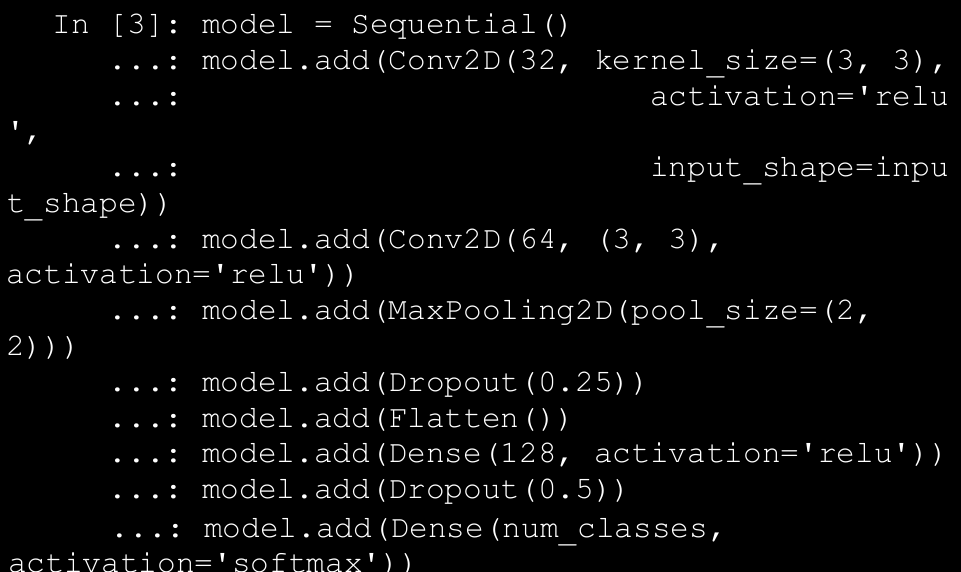 In [3]: model = Sequential()
...: model.add(Conv2D(32, kernel_size=(3, 3),
...: activation='relu
',
...: input_shape=inpu
t_shape))
...: model.add(Conv2D(64, (3, 3),
activation='relu'))
...: model.add(MaxPooling2D(pool_size=(2,
2)))
...: model.add(Dropout(0.25))
...: model.add(Flatten())
...: model.add(Dense(128, activation='relu'))
...: model.add(Dropout(0.5))
...: model.add(Dense(num_classes,
activation='softmax'))